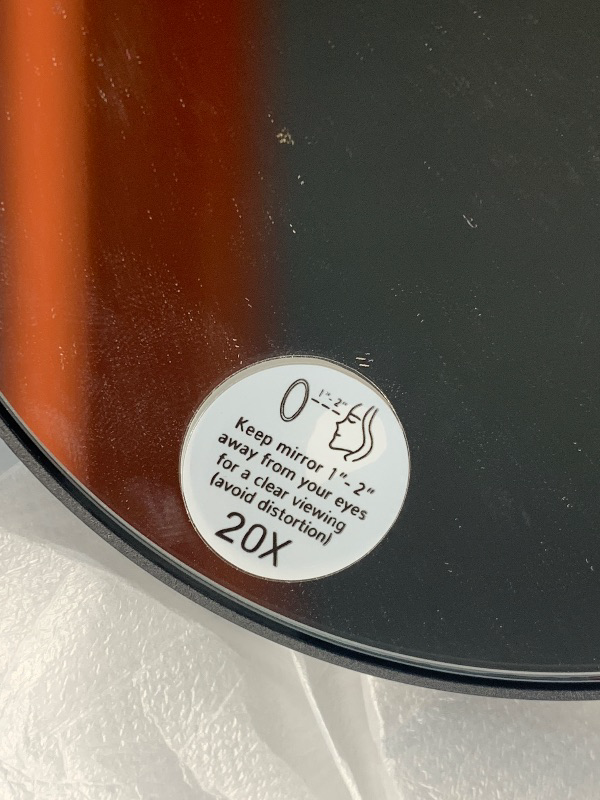 1"- 2"
Keep mirror 1"- 2"
away from your eyes
for a clear viewing
(avoid distortion)
20X